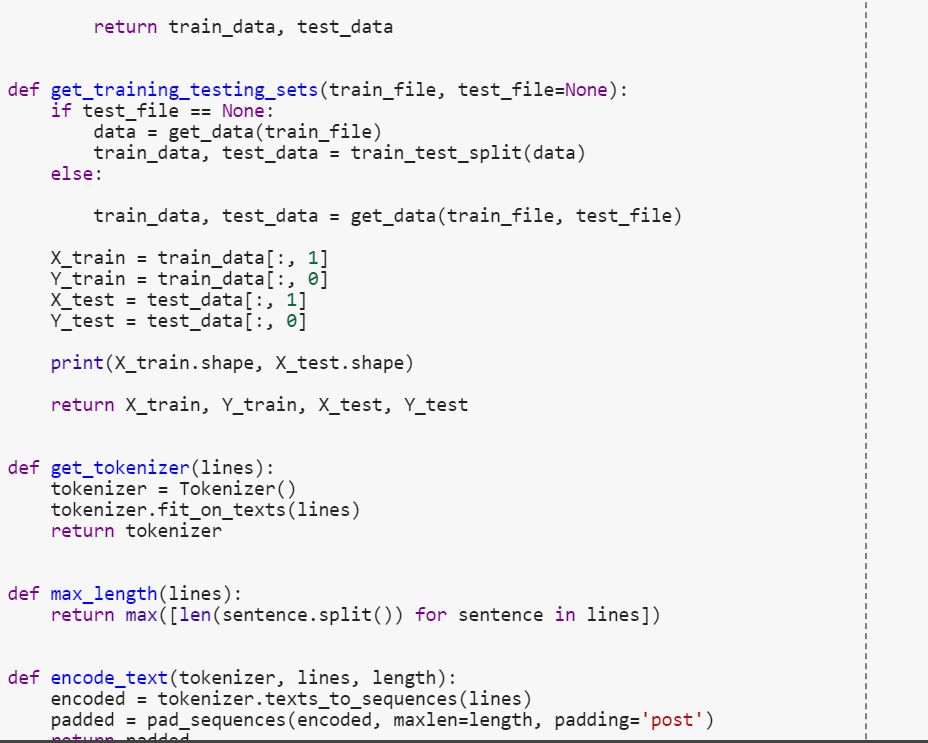 return train_data, test_data
def get_training_testing_sets(train_file, test_file=None):
    if test_file == None:
        data = get_data(train_file)
        train_data, test_data = train_test_split(data)
    else:
        train_data, test_data = get_data(train_file, test_file)
    X_train = train_data[:, 1]
    Y_train = train_data[:, 0]
    X_test = test_data[:, 1]
    Y_test = test_data[:, 0]
    print(X_train.shape, X_test.shape)
    return X_train, Y_train, X_test, Y_test
def get_tokenizer(lines):
    tokenizer = Tokenizer()
    tokenizer.fit_on_texts(lines)
    return tokenizer
def max_length(lines):
    return max([len(sentence.split()) for sentence in lines])
def encode_text(tokenizer, lines, length):
    encoded = tokenizer.texts_to_sequences(lines)
    padded = pad_sequences(encoded, maxlen=length, padding='post')
    return padded